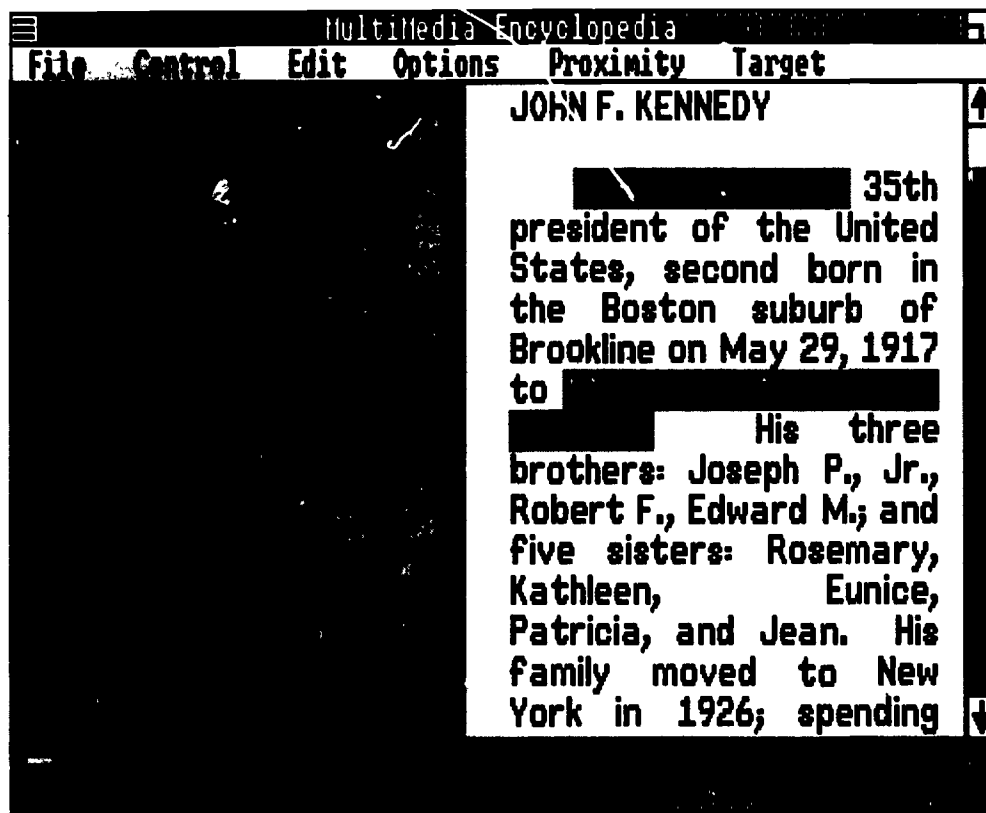 MultiMedia Encyclopedia
File Control Edit Options Proximity Target
JOHN F. KENNEDY
35th
president of the United
States, second born in
the Boston suburb of
Brookline on May 29, 1917
to
His three
brothers: Joseph P., Jr.,
Robert F., Edward M.; and
five sisters: Rosemary,
Kathleen, Eunice,
Patricia, and Jean. His
family moved to New
York in 1926; spending